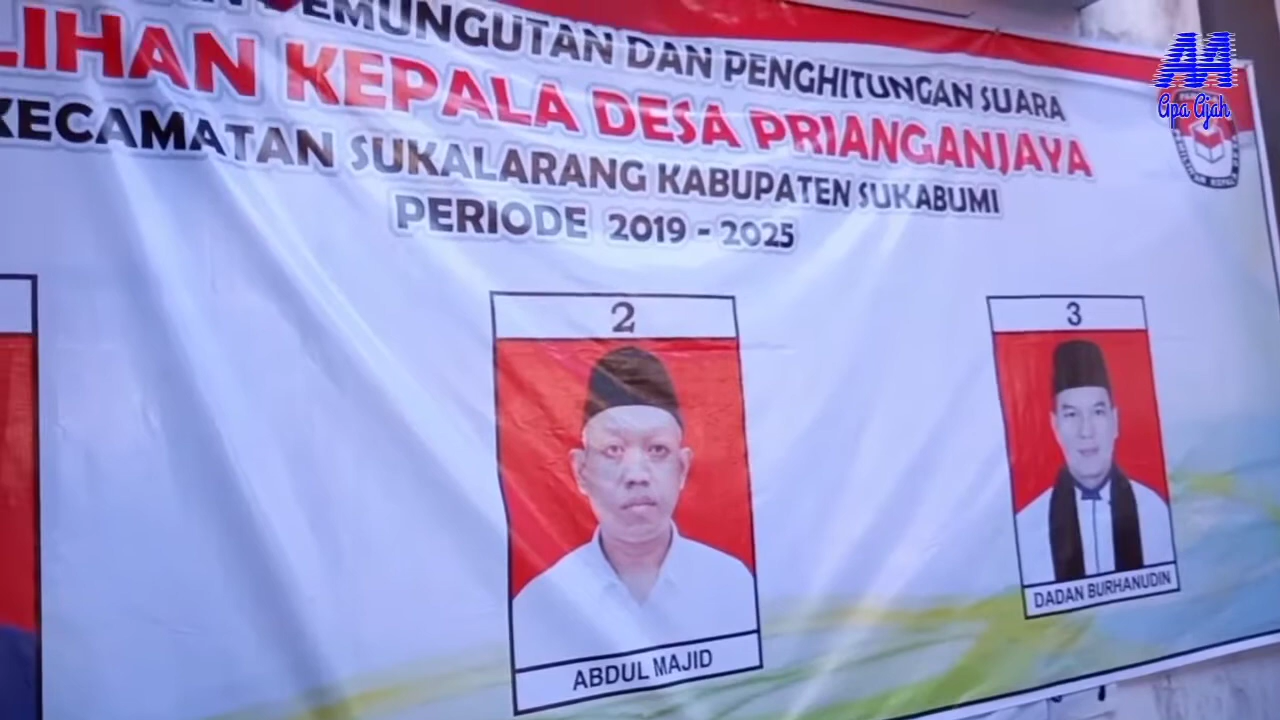 PEMUNGUTAN DAN PENGHITUNGAN SUARA
LIHAN KEPALA DESA PRIANGANJAYA
KECAMATAN SUKALARANG KABUPATEN SUKABUMI
PERIODE 2019 - 2025
2
ABDUL MAJID
3
DADAN BURHANUDIN
AA
Apa Ajah